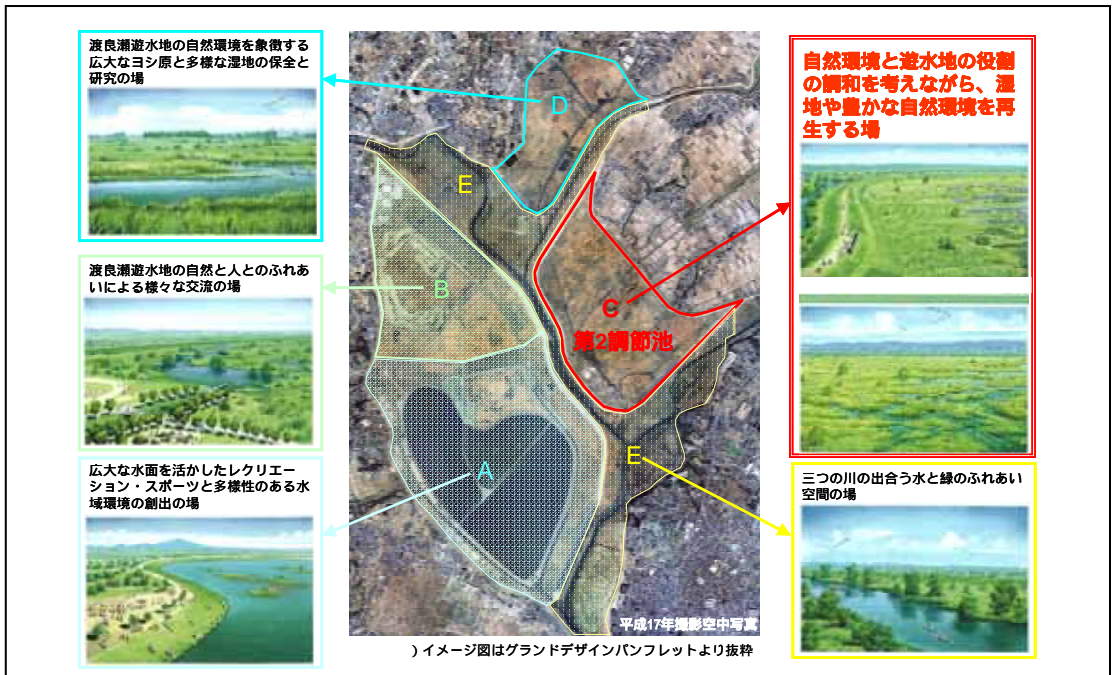 渡良瀬遊水地の自然環境を象徴する
広大なヨシ原と多様な湿地の保全と
研究の場
渡良瀬遊水地の自然と人とのふれあ
いによる様々な交流の場
広大な水面を活かしたレクリエー
ション・スポーツと多様性のある水
域環境の創出の場
D
E
B
C
第2調節池
A
E
平成17年撮影空中写真
）イメージ図はグランドデザインパンフレットより抜粋
自然環境と遊水地の役割
の調和を考えながら、湿
地や豊かな自然環境を再
生する場
三つの川の出合う水と緑のふれあい
空間の場